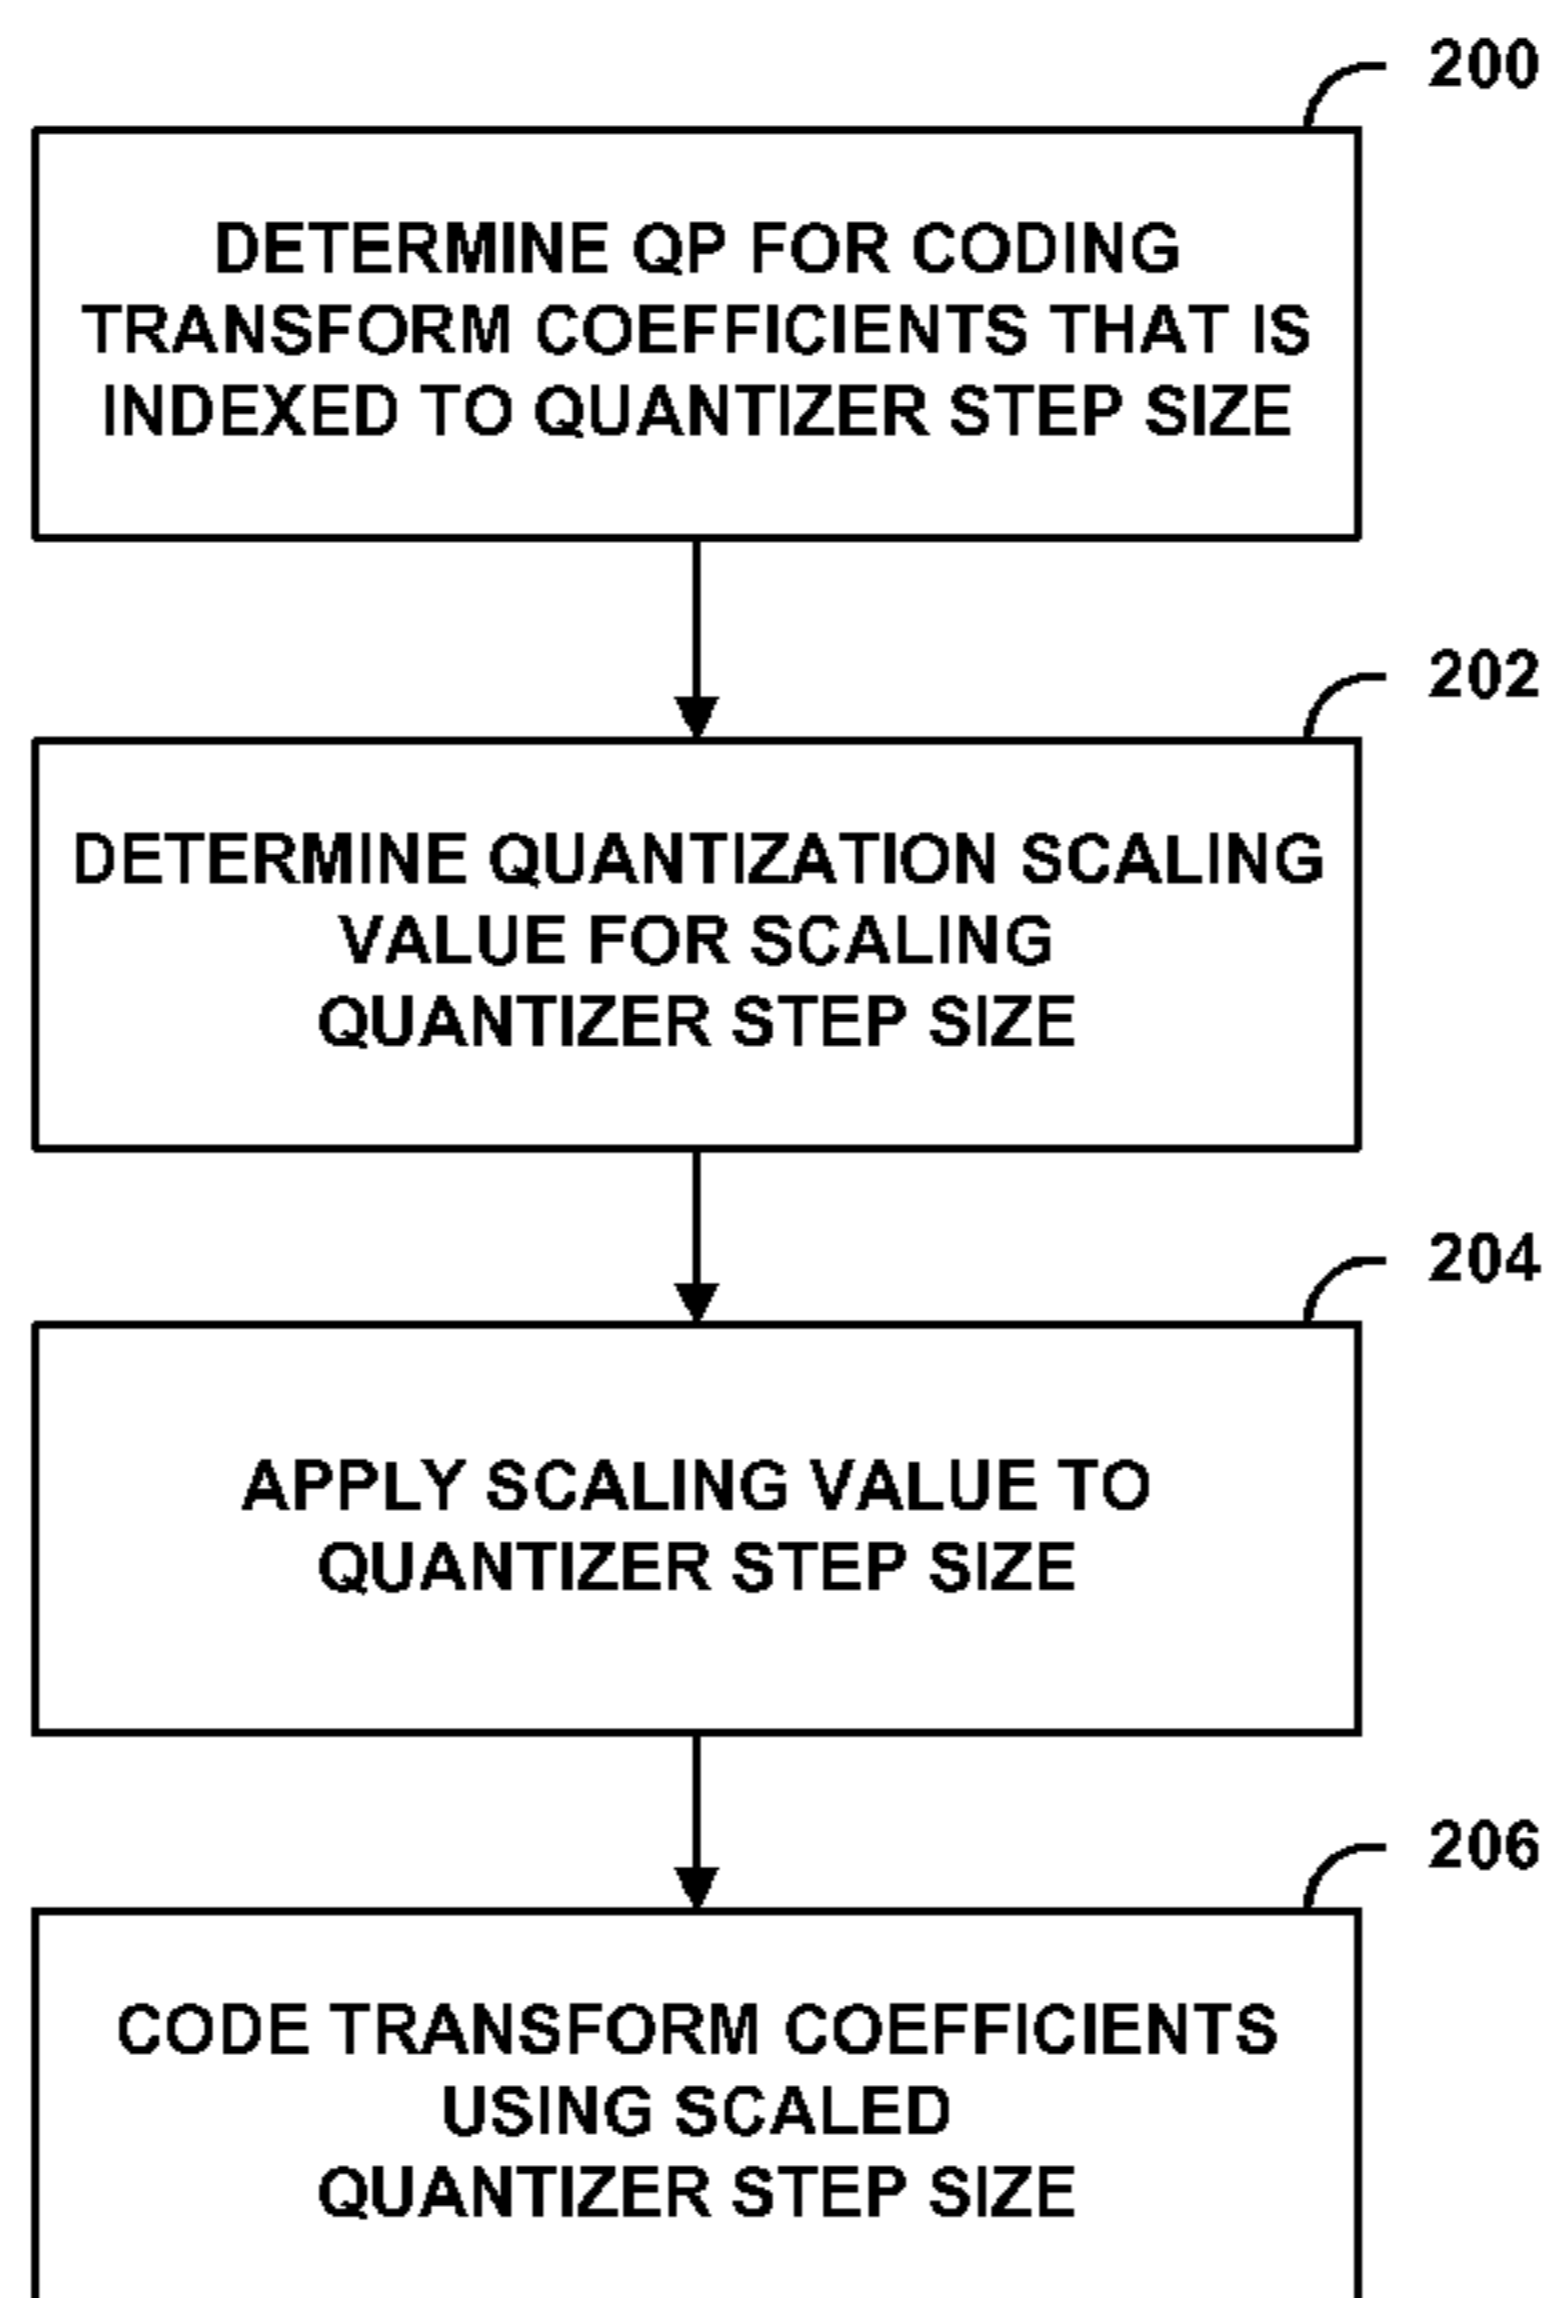 200
DETERMINE QP FOR CODING
TRANSFORM COEFFICIENTS THAT IS
INDEXED TO QUANTIZER STEP SIZE
202
DETERMINE QUANTIZATION SCALING
VALUE FOR SCALING
QUANTIZER STEP SIZE
204
APPLY SCALING VALUE TO
QUANTIZER STEP SIZE
206
CODE TRANSFORM COEFFICIENTS
USING SCALED
QUANTIZER STEP SIZE